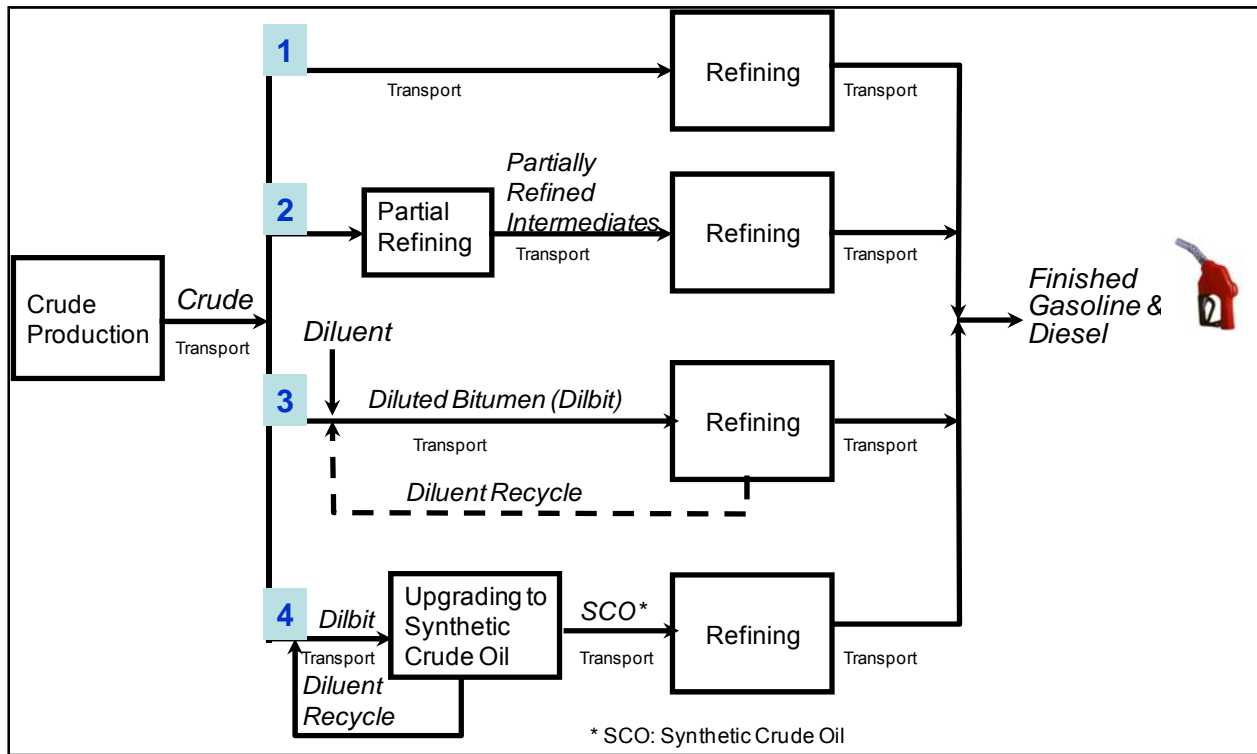 1
Transport
Refining
Transport
2
Partial
Refining
Partially
Refined
Intermediates
Transport
Refining
Transport
Crude
Production
Crude
Transport
Finished
Gasoline &
Diesel
3
Diluent
Diluted Bitumen (Dilbit)
Transport
Refining
Transport
Diluent Recycle
4
Dilbit
Transport
Diluent
Recycle
Upgrading to
Synthetic
Crude Oil
SCO*
Transport
Refining
Transport
* SCO: Synthetic Crude Oil